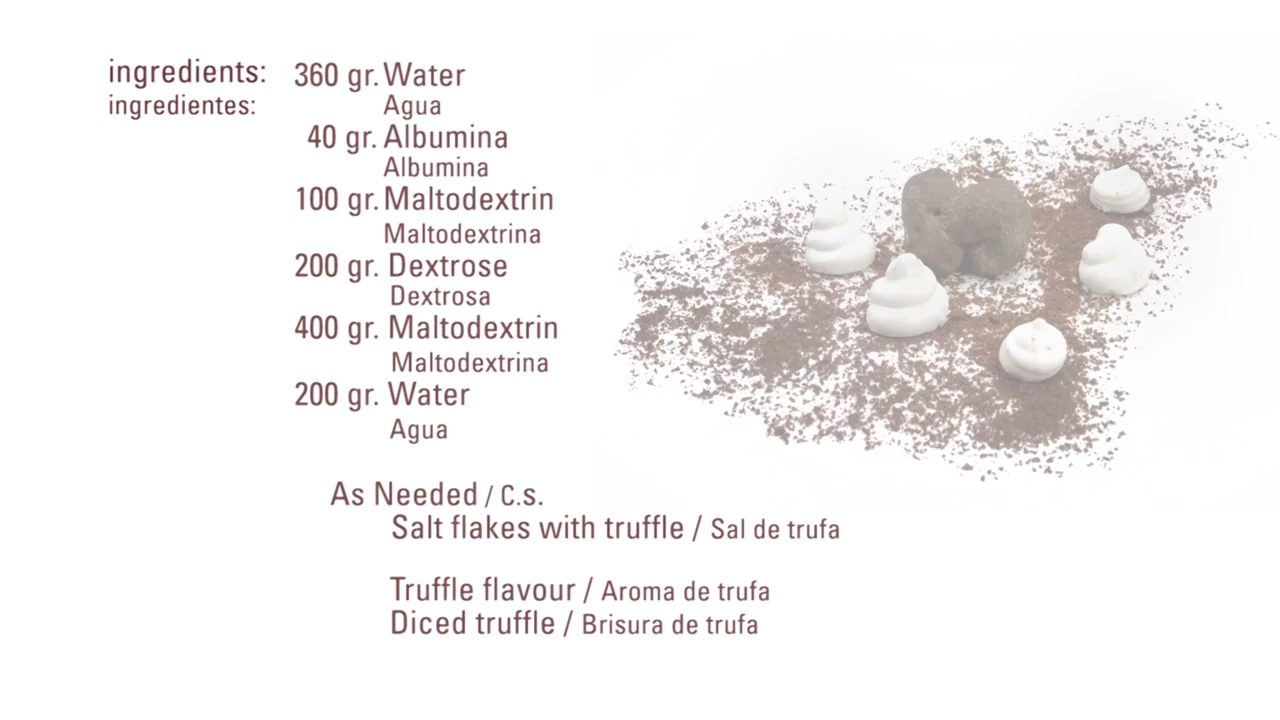 ingredients: 360 gr. Water
ingredientes: Agua
40 gr. Albumina
Albumina
100 gr. Maltodextrin
Maltodextrina
200 gr. Dextrose
Dextrosa
400 gr. Maltodextrin
Maltodextrina
200 gr. Water
Agua
As Needed / C.s.
Salt flakes with truffle / Sal de trufa
Truffle flavour / Aroma de trufa
Diced truffle / Brisura de trufa